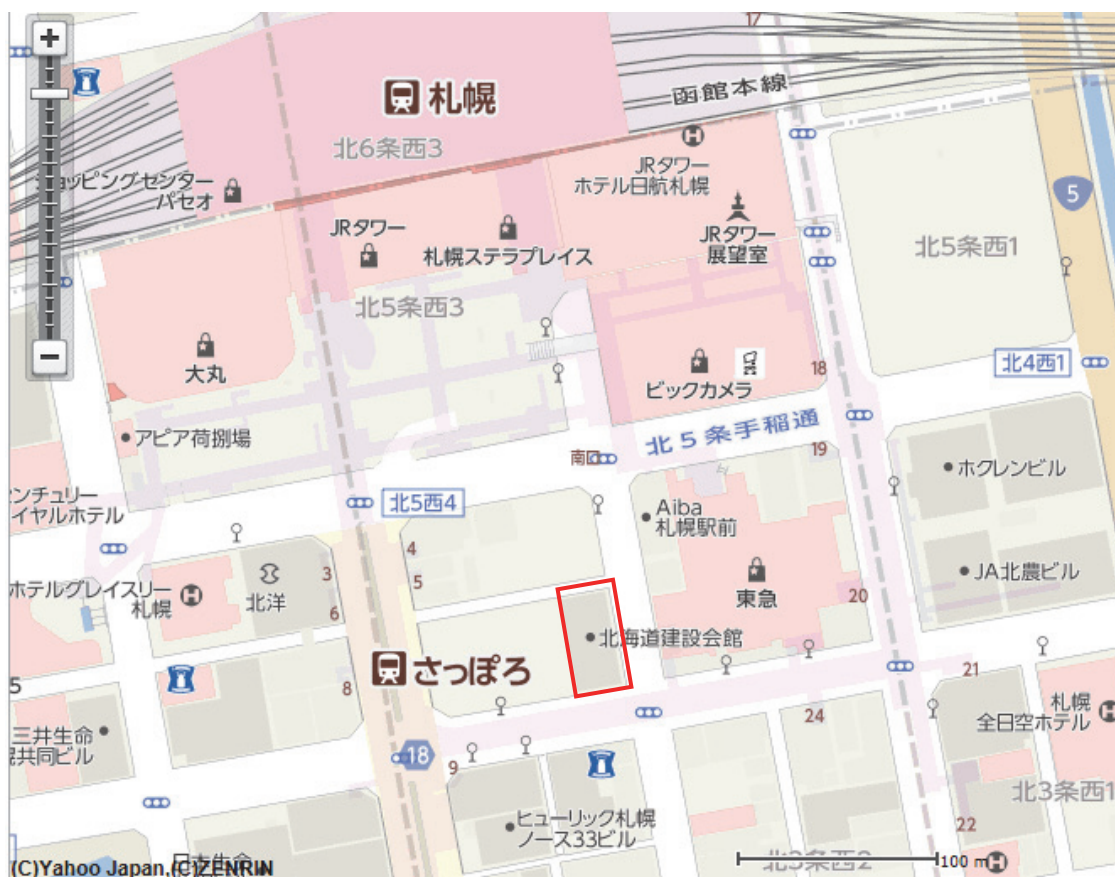 17
札幌
函館本線
北6条西3
JRタワー
ホテル日航札幌
ョッピングセンター
パセオ
5
JRタワー
札幌ステラプレイス
JRタワー
展望室
北5条西1
北5条西3
大丸
ビックカメラ
18
北4西1
アピア荷捌場
北5条手稲通
南口
19
ホクレンビル
センチュリー
イヤルホテル
北5西4
Aiba
札幌駅前
4
3
5
ホテルグレイスリー
札幌
北洋
6
東急
20
JA北農ビル
北海道建設会館
さっぽろ
5
8
21
24
札幌
全日空ホテル
三井生命
共同ビル
18
9
北3条西1
ヒューリック札幌
ノース33ビル
22
北3条西2
100 m
日本生命
(C)Yahoo Japan,(C)ZENRIN